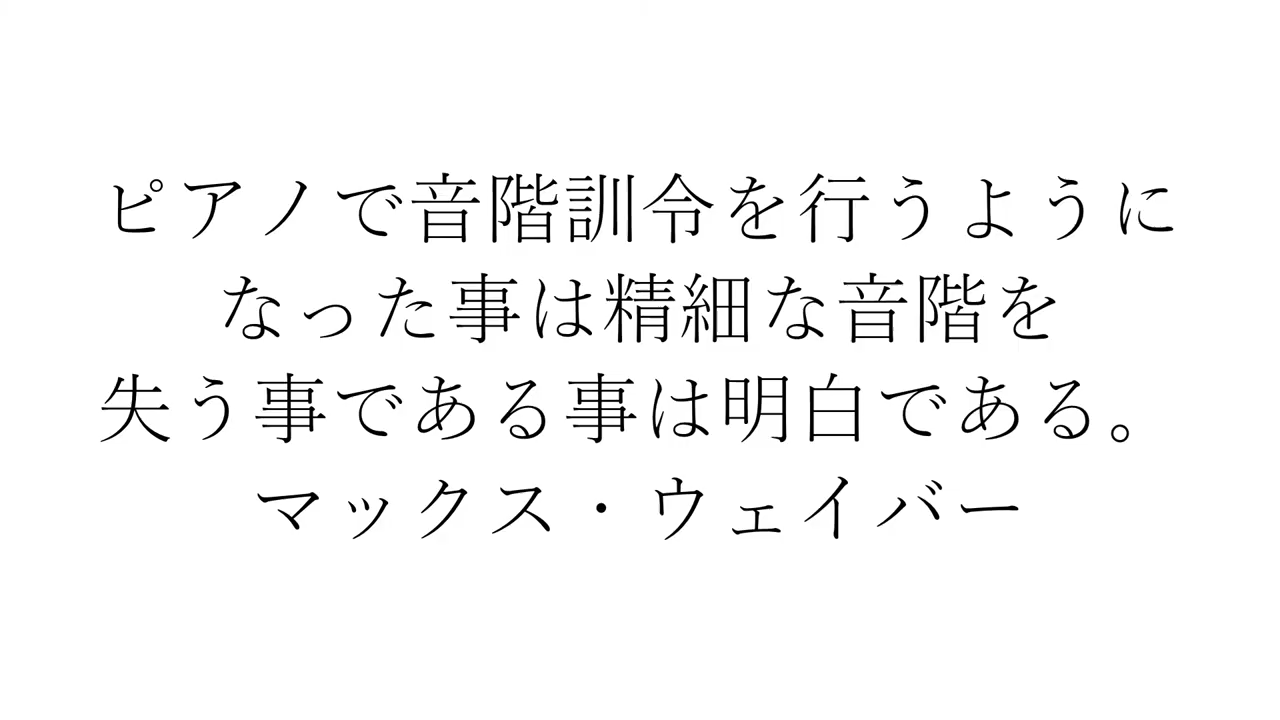 ピアノで音階訓令を行うように
なった事は精細な音階を
失う事である事は明白である。
マックス・ウェイバー